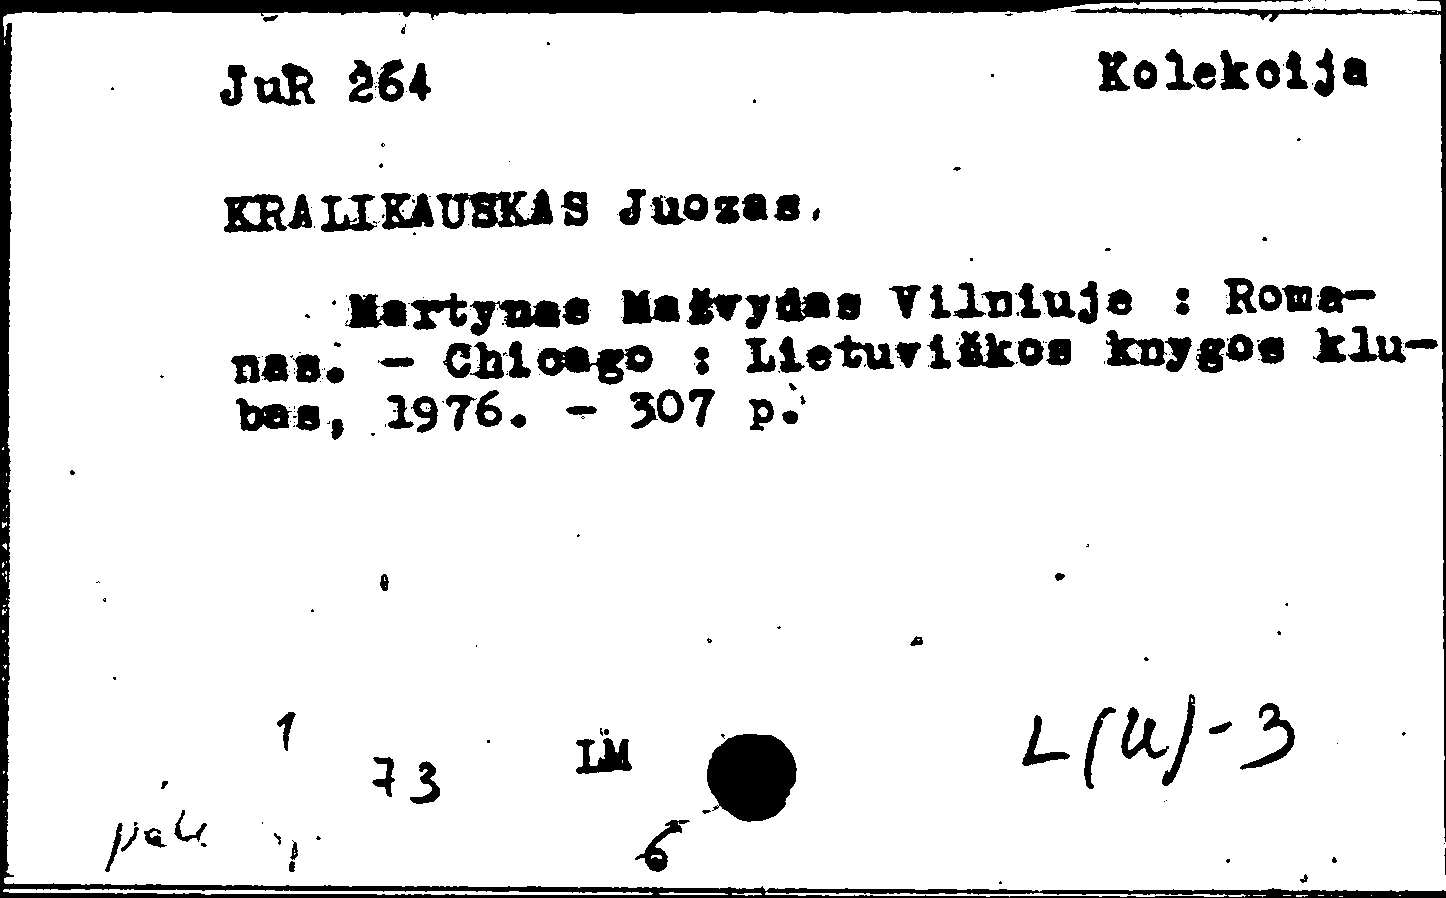 JuR 264 Kolekcija
KRALIKAUSKAS Juozas.
Martynas Mažvydas Vilniuje : Roma-
nas. - Chicago : Lietuviškos knygos klu-
bas, 1976. - 307 p.
1
73 LM L(U)-3
6